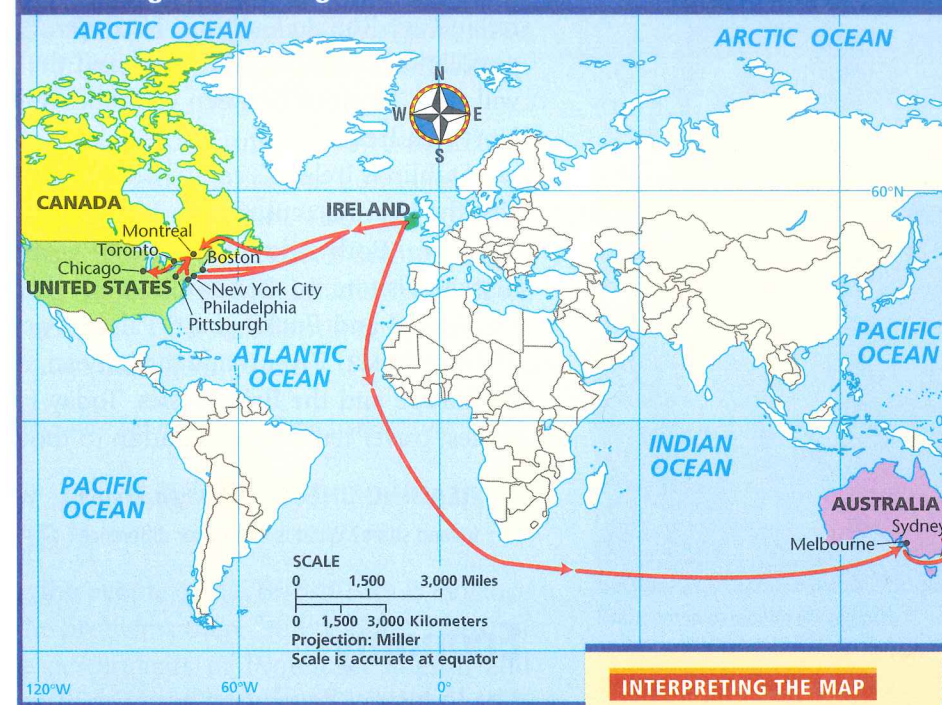 ARCTIC OCEAN
ARCTIC OCEAN
N
W
E
S
60°N
CANADA
IRELAND
Montreal
Toronto
Boston
Chicago
UNITED STATES
New York City
Philadelphia
Pittsburgh
PACIFIC
OCEAN
ATLANTIC
OCEAN
INDIAN
OCEAN
PACIFIC
OCEAN
AUSTRALIA
Sydney
Melbourne
SCALE
0 1,500 3,000 Miles
0 1,500 3,000 Kilometers
Projection: Miller
Scale is accurate at equator
120°W
60°W
0°
INTERPRETING THE MAP